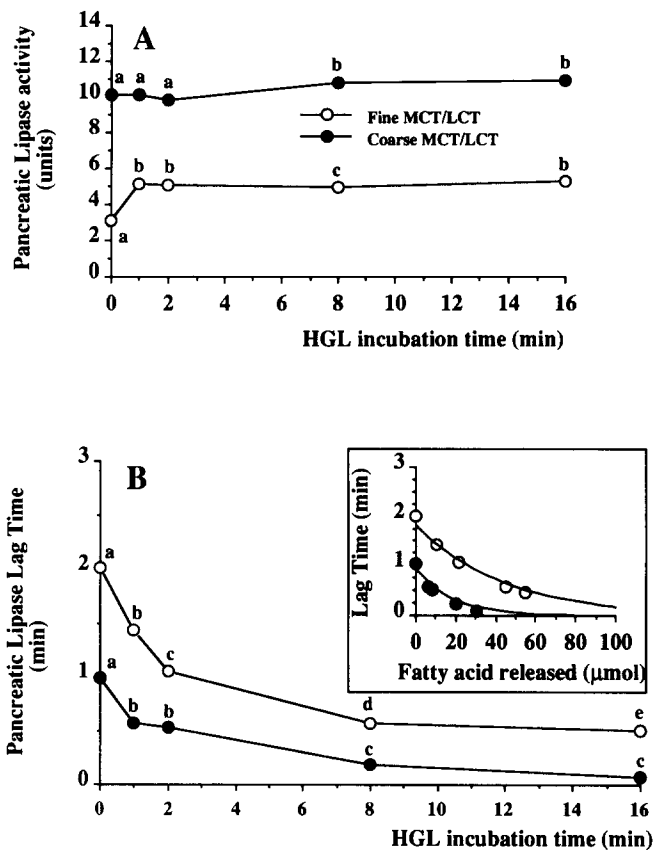 A
Pancreatic Lipase activity
(units)
14
12
10
8
6
4
2
0
a a a b b
Fine MCT/LCT
Coarse MCT/LCT
b b c b
a
0 2 4 6 8 10 12 14 16
HGL incubation time (min)
B
Pancreatic Lipase Lag Time
(min)
3
2
1
0
a
b
c
d
e
a
b b
c
c
0 2 4 6 8 10 12 14 16
HGL incubation time (min)
Lag Time (min)
3
2
1
0
0 20 40 60 80 100
Fatty acid released (µmol)